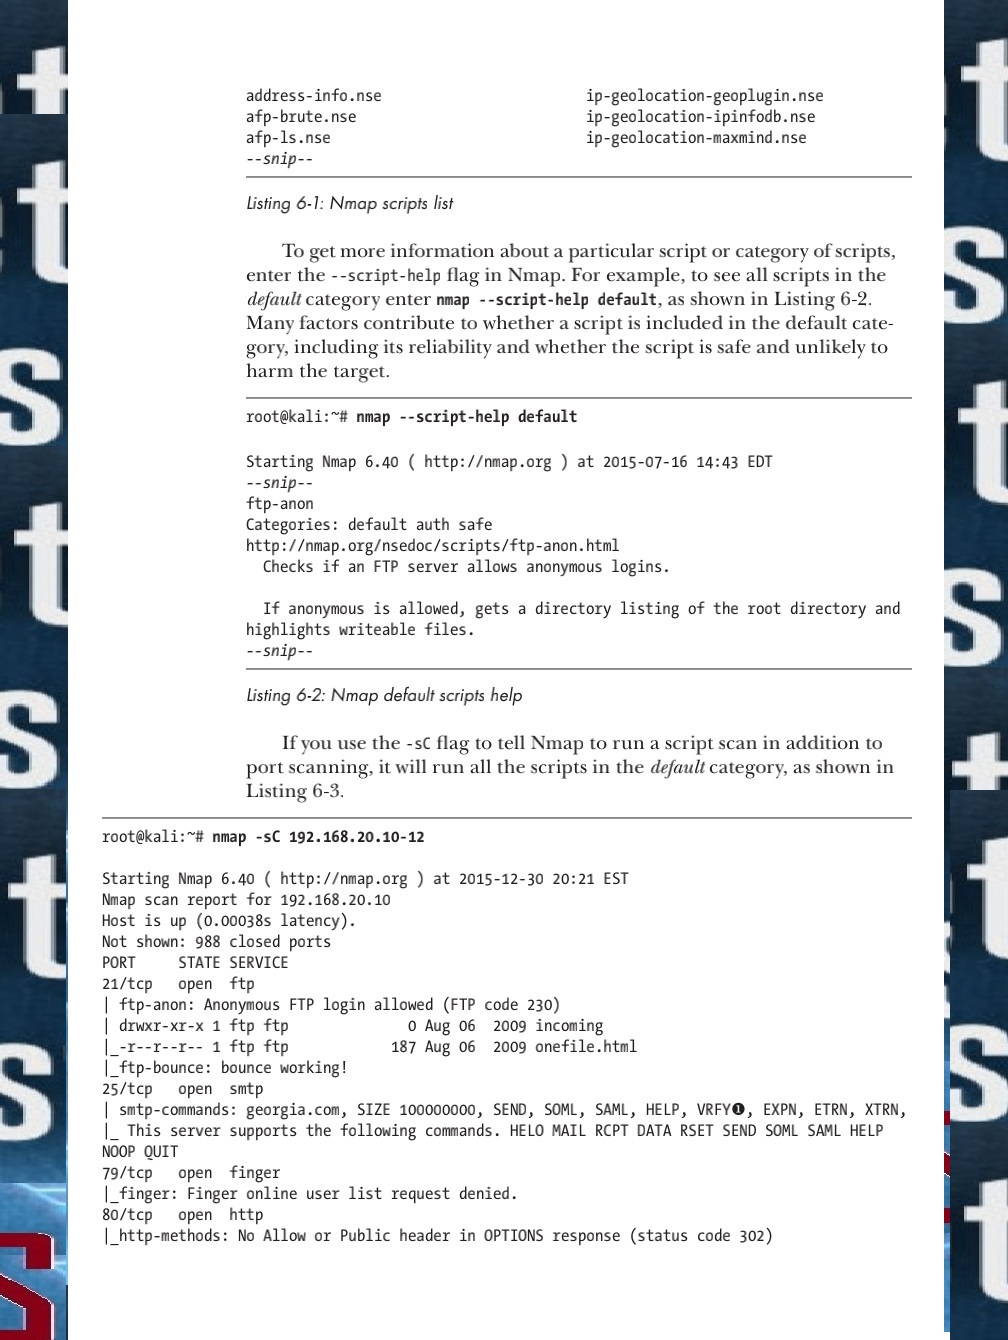 address-info.nse ip-geolocation-geoplugin.nse
afp-brute.nse ip-geolocation-ipinfodb.nse
afp-ls.nse ip-geolocation-maxmind.nse
--snip--
Listing 6-1: Nmap scripts list
To get more information about a particular script or category of scripts,
enter the --script-help flag in Nmap. For example, to see all scripts in the
default category enter nmap --script-help default, as shown in Listing 6-2.
Many factors contribute to whether a script is included in the default cate-
gory, including its reliability and whether the script is safe and unlikely to
harm the target.
root@kali:~# nmap --script-help default
Starting Nmap 6.40 ( http://nmap.org ) at 2015-07-16 14:43 EDT
--snip--
ftp-anon
Categories: default auth safe
http://nmap.org/nsedoc/scripts/ftp-anon.html
Checks if an FTP server allows anonymous logins.
If anonymous is allowed, gets a directory listing of the root directory and
highlights writeable files.
--snip--
Listing 6-2: Nmap default scripts help
If you use the -sC flag to tell Nmap to run a script scan in addition to
port scanning, it will run all the scripts in the default category, as shown in
Listing 6-3.
root@kali:~# nmap -sC 192.168.20.10-12
Starting Nmap 6.40 ( http://nmap.org ) at 2015-12-30 20:21 EST
Nmap scan report for 192.168.20.10
Host is up (0.00038s latency).
Not shown: 988 closed ports
PORT STATE SERVICE
21/tcp open ftp
| ftp-anon: Anonymous FTP login allowed (FTP code 230)
| drwxr-xr-x 1 ftp ftp 0 Aug 06 2009 incoming
|_-r--r--r-- 1 ftp ftp 187 Aug 06 2009 onefile.html
|_ftp-bounce: bounce working!
25/tcp open smtp
| smtp-commands: georgia.com, SIZE 100000000, SEND, SOML, SAML, HELP, VRFY❶, EXPN, ETRN, XTRN,
|_ This server supports the following commands. HELO MAIL RCPT DATA RSET SEND SOML SAML HELP
NOOP QUIT
79/tcp open finger
|_finger: Finger online user list request denied.
80/tcp open http
|_http-methods: No Allow or Public header in OPTIONS response (status code 302)